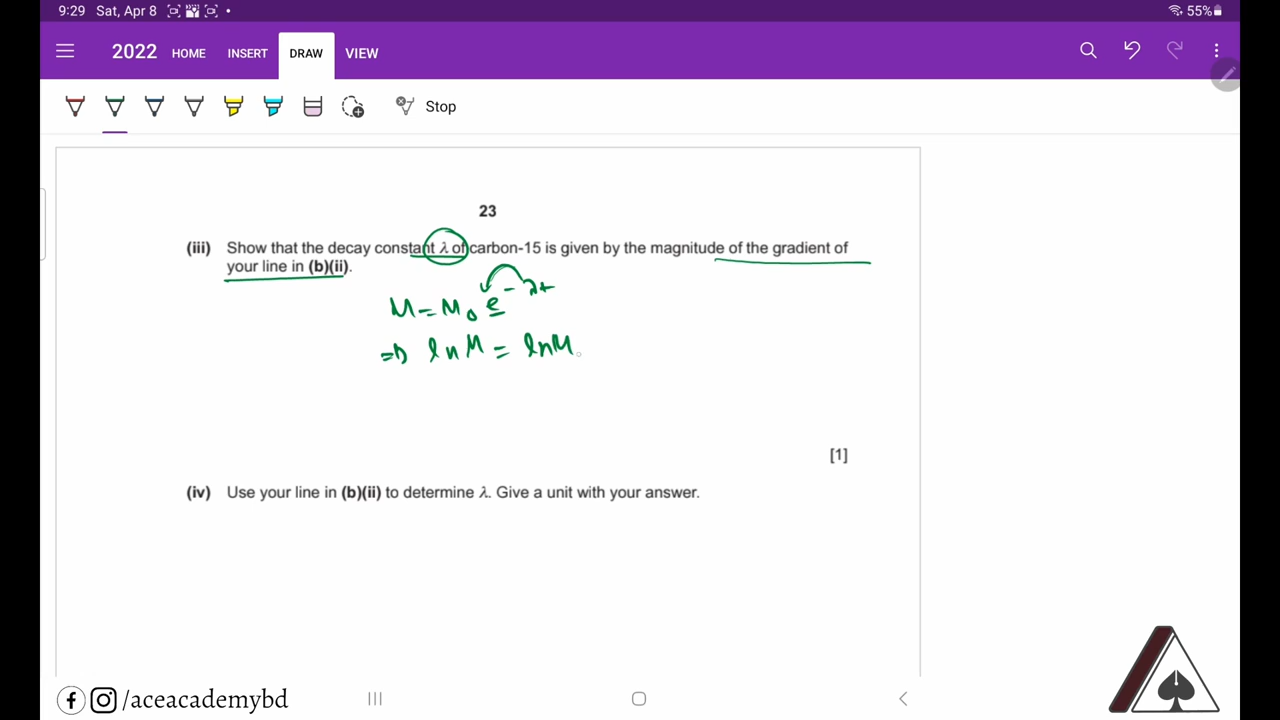 9:29 Sat, Apr 8 •
55%
2022 HOME INSERT DRAW VIEW
Stop
23
(iii) Show that the decay constant λ of carbon-15 is given by the magnitude of the gradient of
your line in (b)(ii).
M = M₀ e^-λt
⇒ ln M = ln M
[1]
(iv) Use your line in (b)(ii) to determine λ. Give a unit with your answer.
/aceacademybd